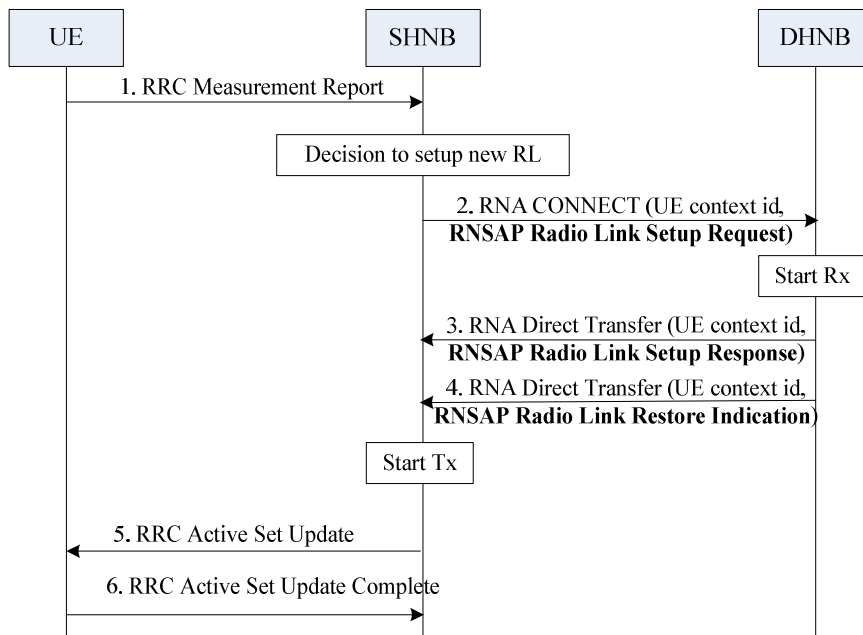 UE
SHNB
DHNB
1. RRC Measurement Report
Decision to setup new RL
2. RNA CONNECT (UE context id,
RNSAP Radio Link Setup Request)
Start Rx
3. RNA Direct Transfer (UE context id,
RNSAP Radio Link Setup Response)
4. RNA Direct Transfer (UE context id,
RNSAP Radio Link Restore Indication)
Start Tx
5. RRC Active Set Update
6. RRC Active Set Update Complete